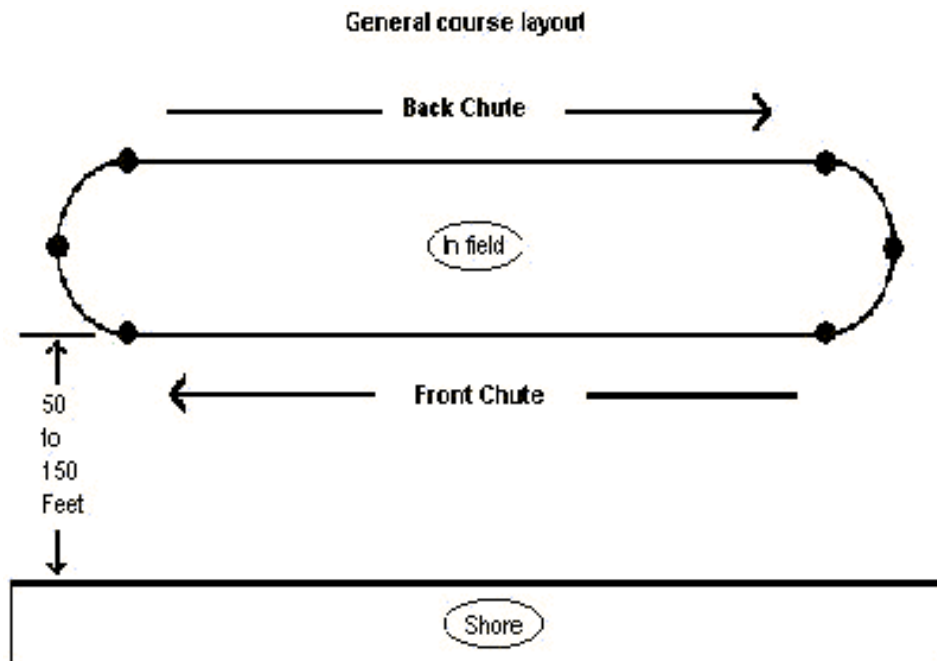 General course layout
Back Chute
In field
Front Chute
50
to
150
Feet
Shore